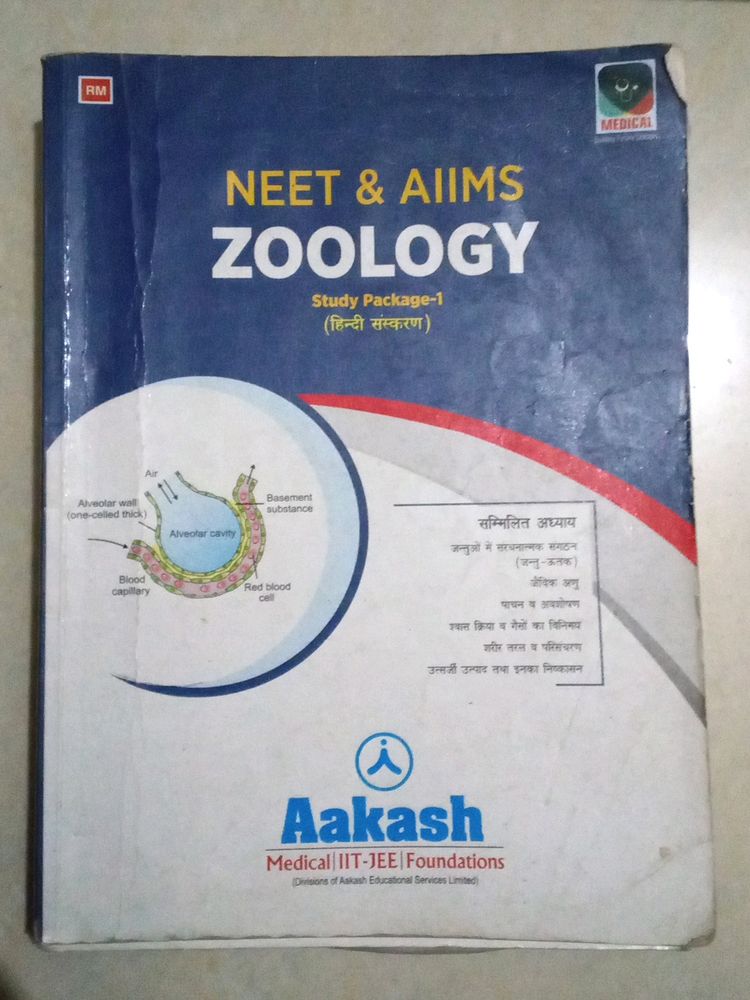 RM
MEDICAL
NEET & AIIMS
ZOOLOGY
Study Package-1
(हिन्दी संस्करण)
Air
Alveolar wall
(one-celled thick)
Basement
substance
Alveolar cavity
Blood
capillary
Red blood
cell
सम्मिलित अध्याय
जन्तुओं में संरचनात्मक संगठन
(जन्तु-ऊतक)
जैविक अणु
पाचन व अवशोषण
श्वास क्रिया व गैसों का विनिमय
शरीर तरल व परिसंचरण
उत्सर्जी उत्पाद तथा इनका निष्कासन
Aakash
Medical|IIT-JEE|Foundations
(Divisions of Aakash Educational Services Limited)